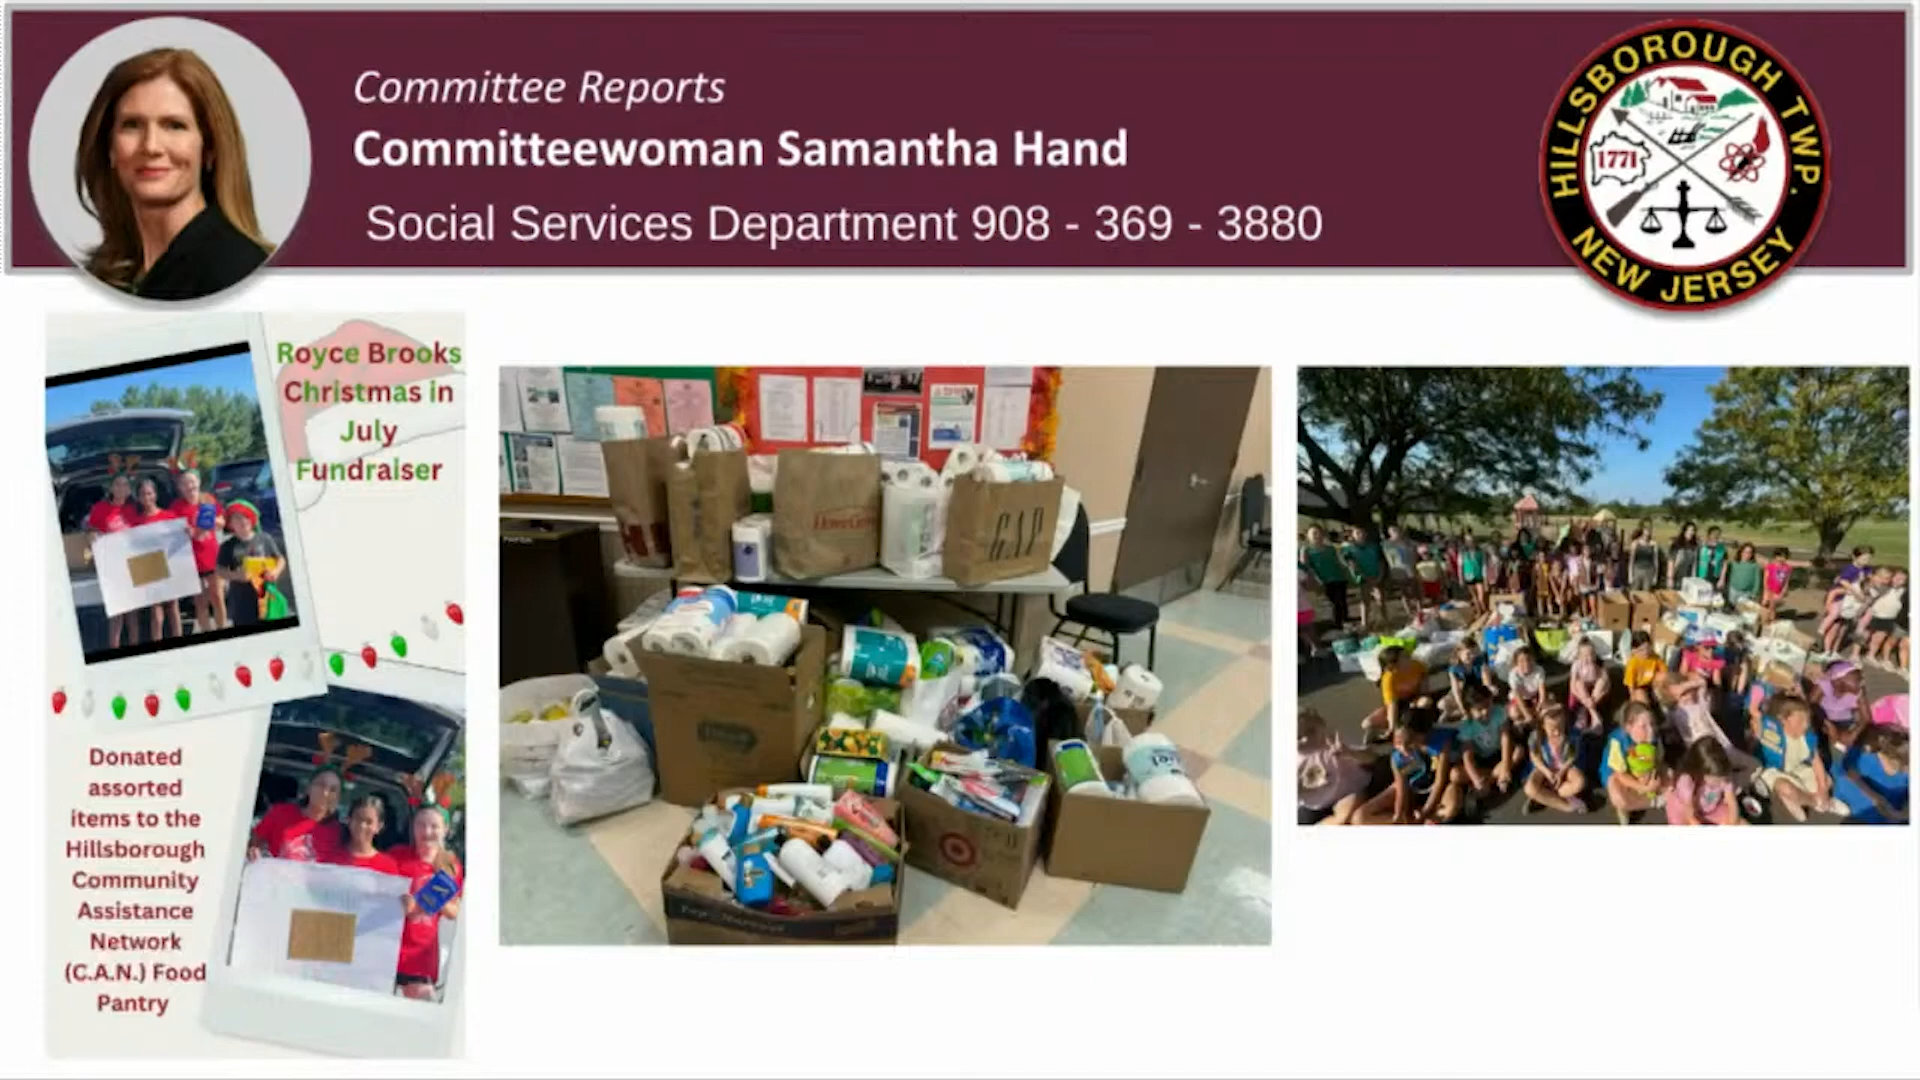 Committee Reports
Committeewoman Samantha Hand
Social Services Department 908 - 369 - 3880
HILLSBOROUGH TWP.
1771
NEW JERSEY
Royce Brooks
Christmas in
July
Fundraiser
Donated
assorted
items to the
Hillsborough
Community
Assistance
Network
(C.A.N.) Food
Pantry
GAP